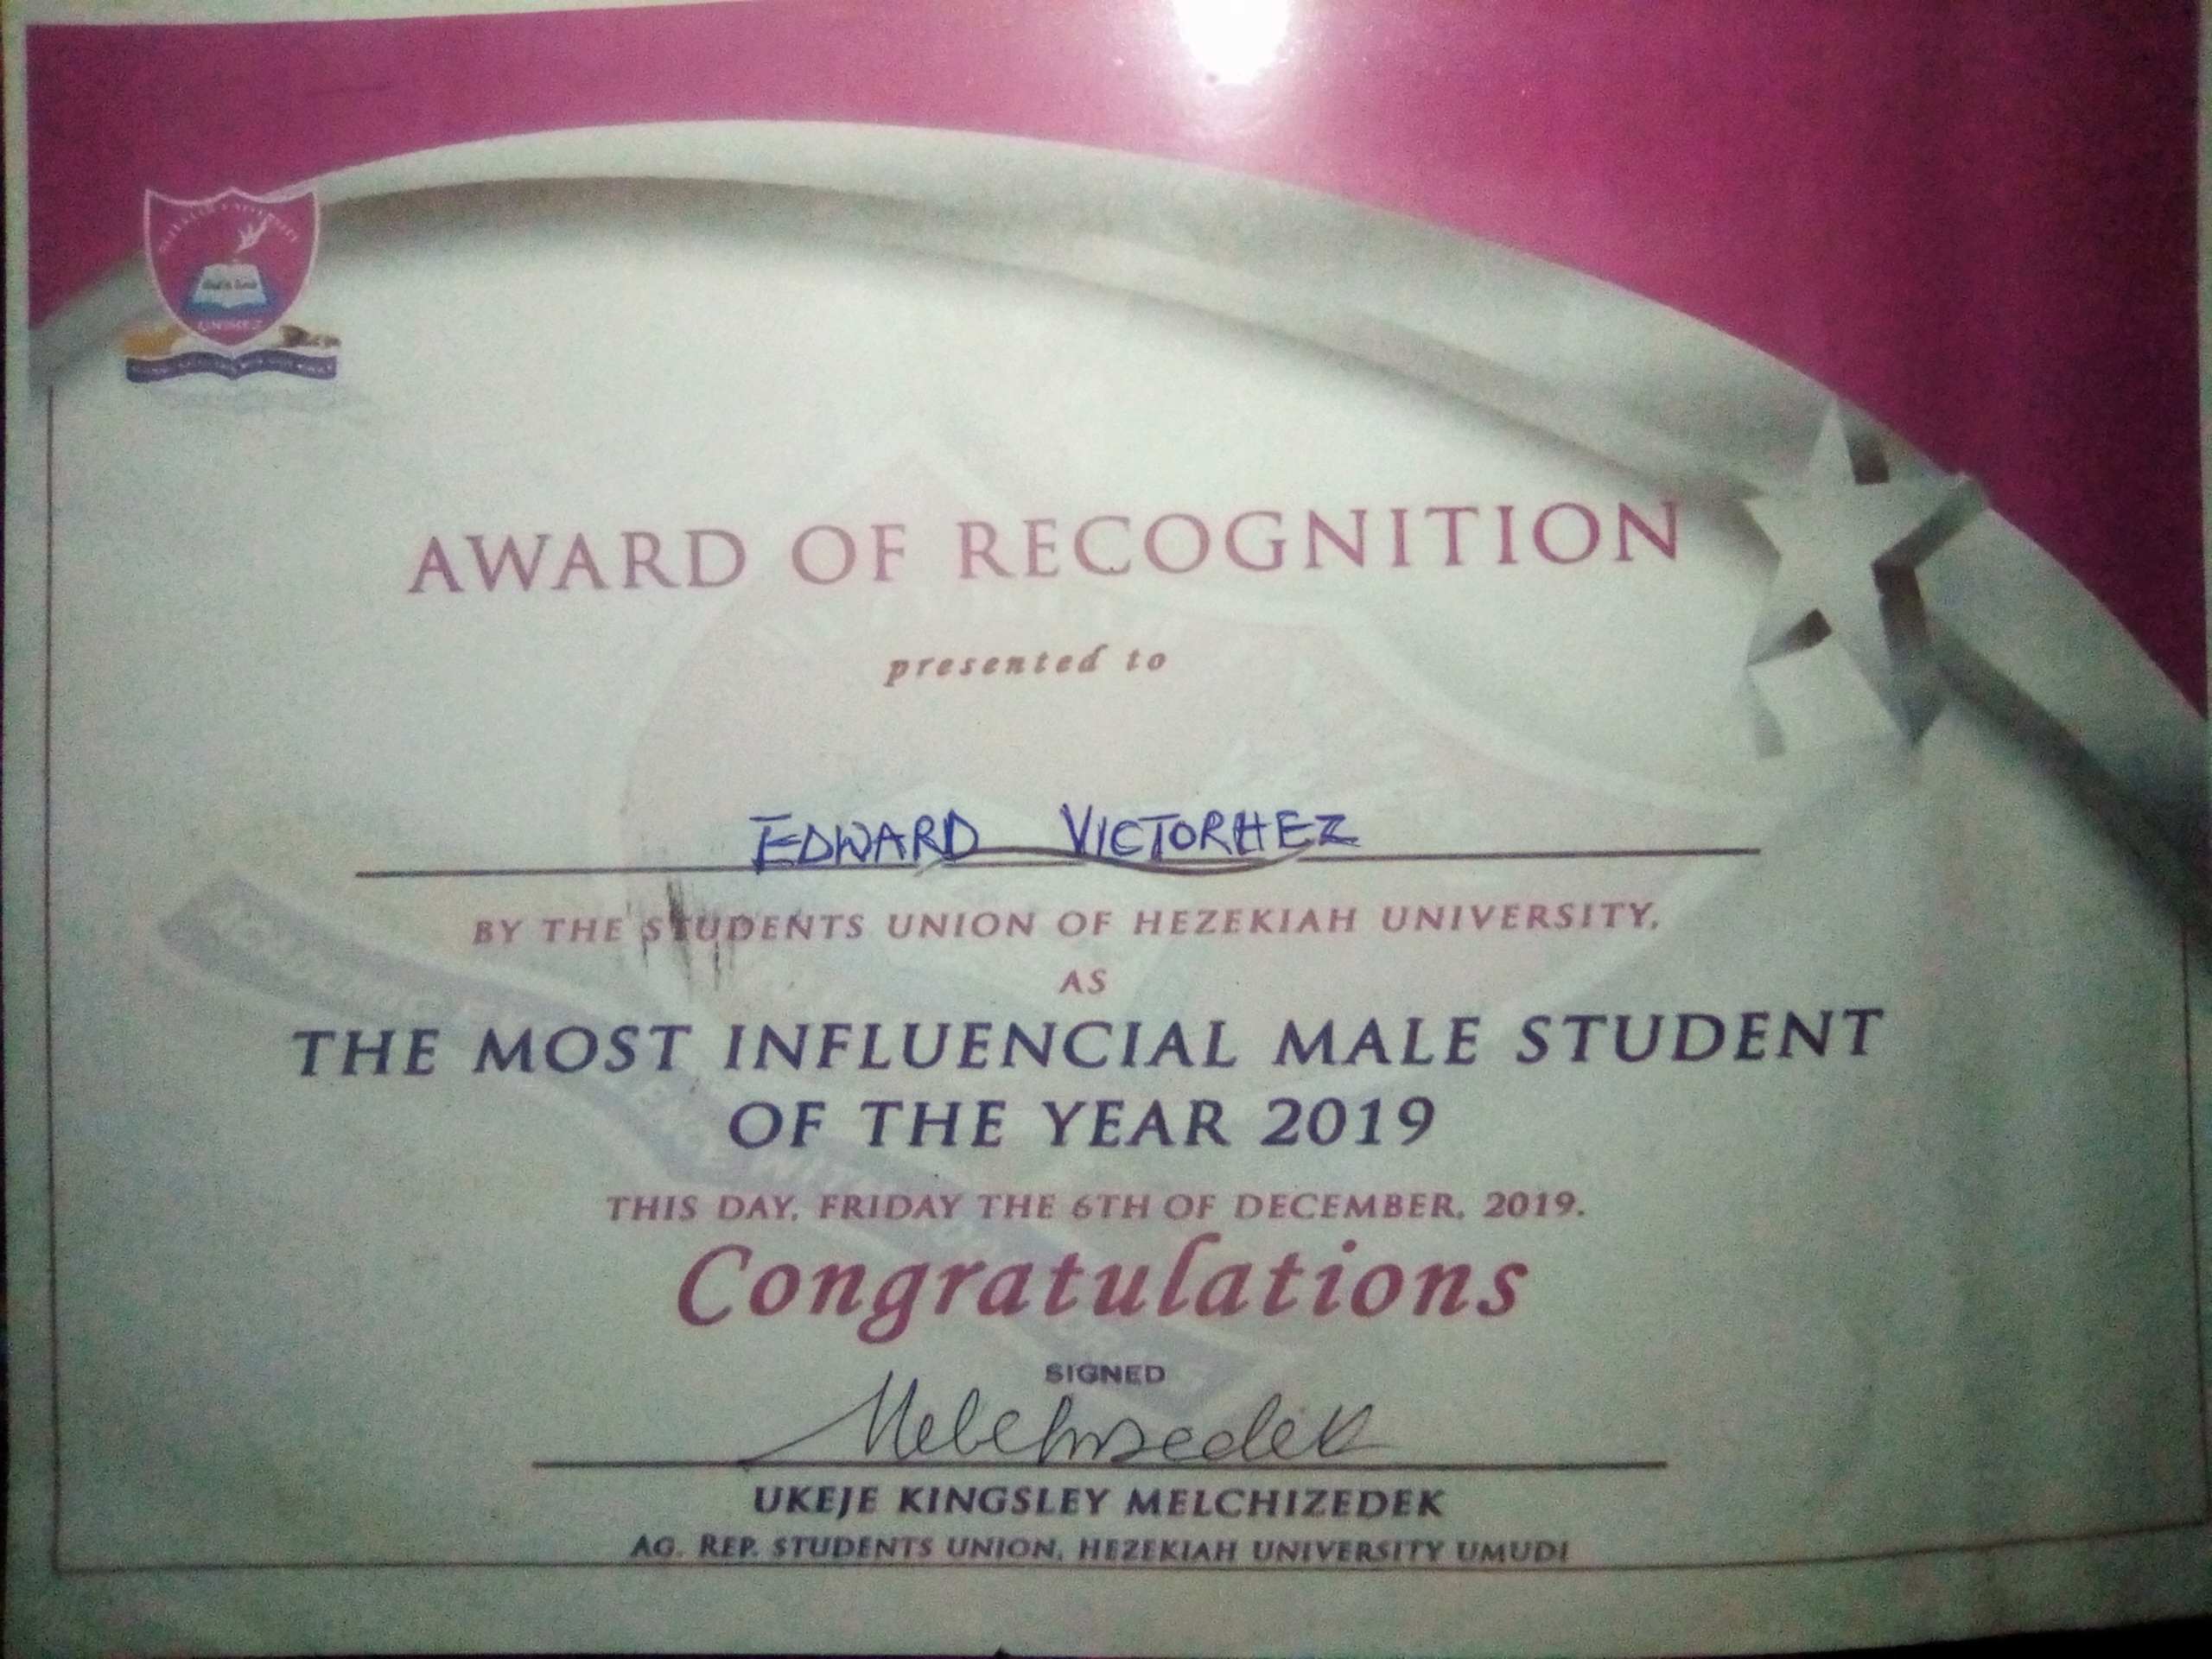 UNIHEZ
AWARD OF RECOGNITION
presented to
EDWARD VICTORHEZ
BY THE STUDENTS UNION OF HEZEKIAH UNIVERSITY,
AS
THE MOST INFLUENCIAL MALE STUDENT
OF THE YEAR 2019
THIS DAY, FRIDAY THE 6TH OF DECEMBER, 2019.
Congratulations
SIGNED
Melchizedek
UKEJE KINGSLEY MELCHIZEDEK
AG. REP. STUDENTS UNION, HEZEKIAH UNIVERSITY UMUDI